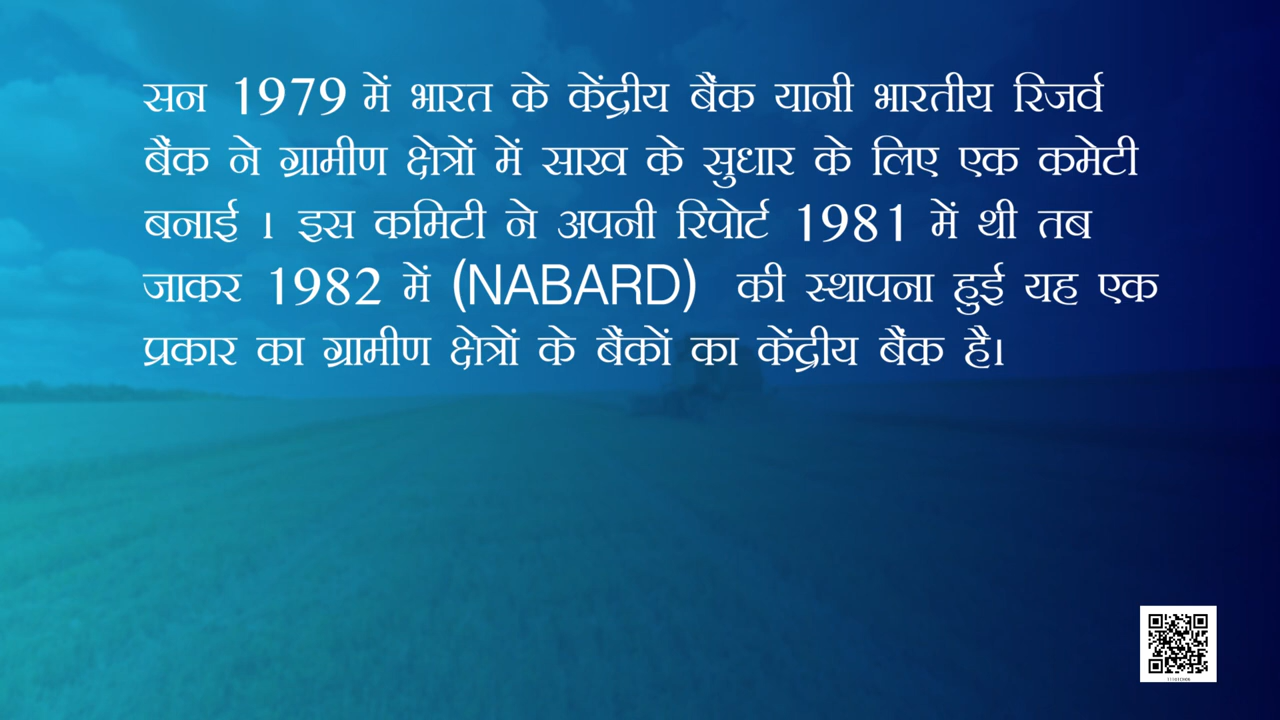 सन 1979 में भारत के केंद्रीय बैंक यानी भारतीय रिजर्व
बैंक ने ग्रामीण क्षेत्रों में साख के सुधार के लिए एक कमेटी
बनाई । इस कमिटी ने अपनी रिपोर्ट 1981 में थी तब
जाकर 1982 में (NABARD) की स्थापना हुई यह एक
प्रकार का ग्रामीण क्षेत्रों के बैंकों का केंद्रीय बैंक है।